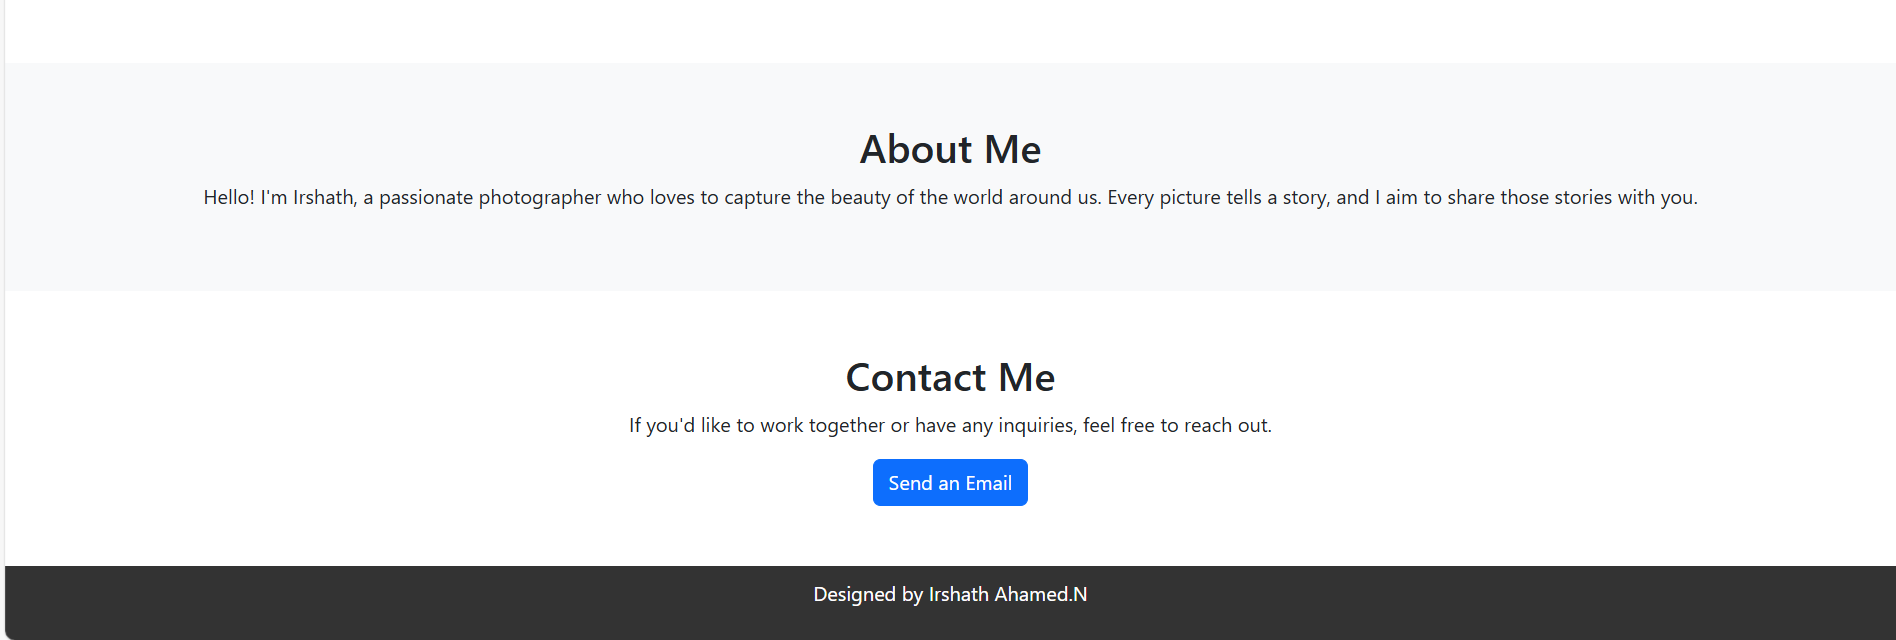 About Me
Hello! I'm Irshath, a passionate photographer who loves to capture the beauty of the world around us. Every picture tells a story, and I aim to share those stories with you.
Contact Me
If you'd like to work together or have any inquiries, feel free to reach out.
Send an Email
Designed by Irshath Ahamed.N